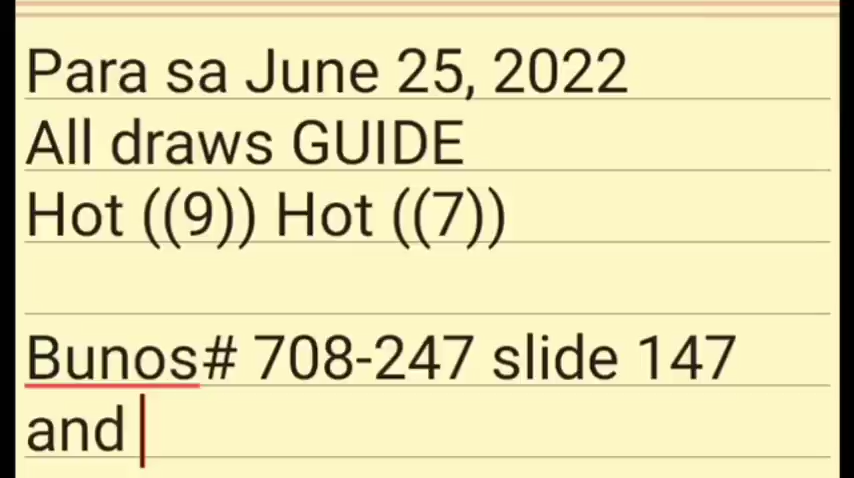 Para sa June 25, 2022
All draws GUIDE
Hot ((9)) Hot ((7))
Bunos# 708-247 slide 147
and